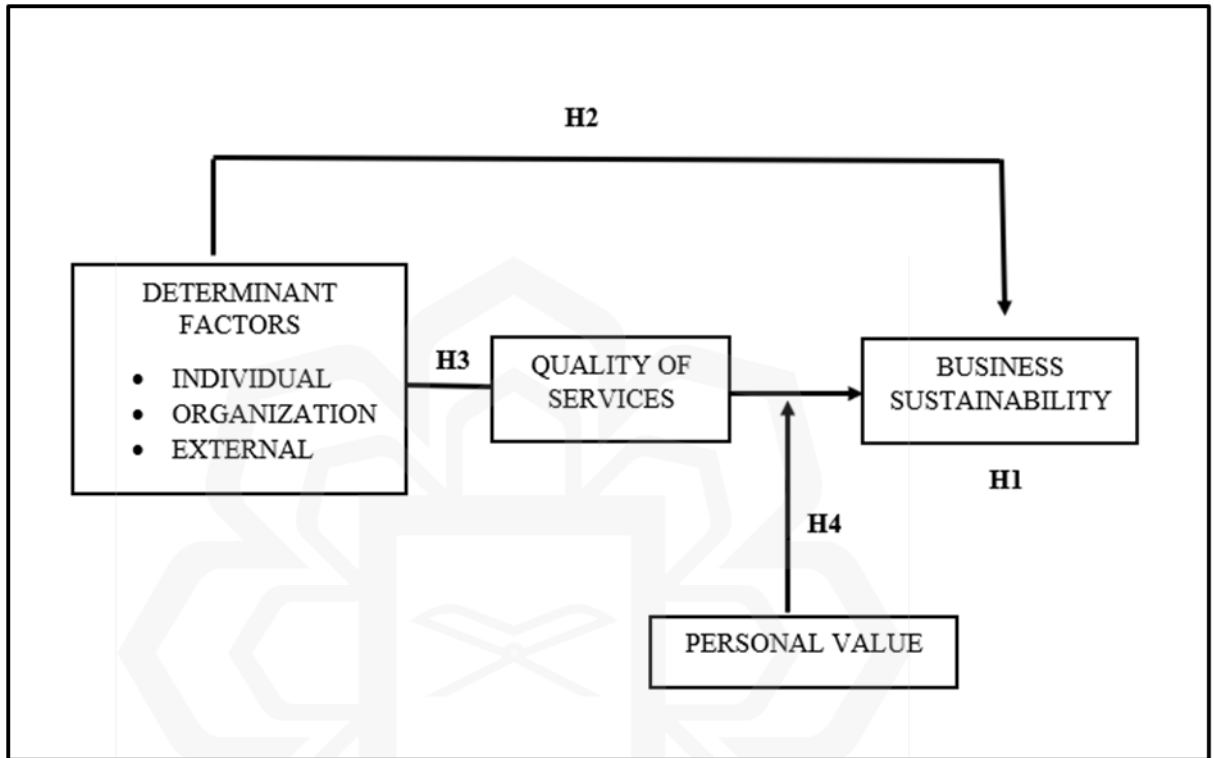 H2
DETERMINANT
FACTORS
• INDIVIDUAL
• ORGANIZATION
• EXTERNAL
H3
QUALITY OF
SERVICES
BUSINESS
SUSTAINABILITY
H1
H4
PERSONAL VALUE